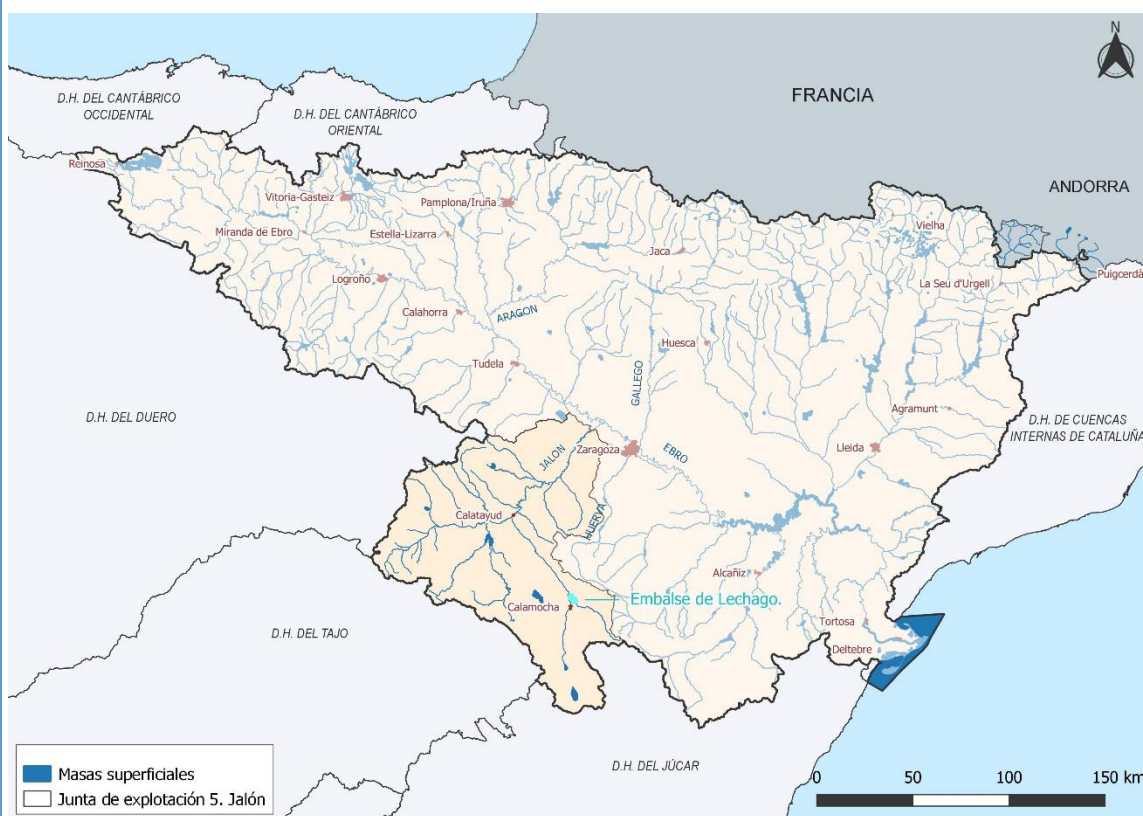 N
FRANCIA
D.H. DEL CANTÁBRICO
OCCIDENTAL
D.H. DEL CANTÁBRICO
ORIENTAL
ANDORRA
Reinosa
Vitoria-Gasteiz
Pamplona/Iruña
Vielha
Miranda de Ebro
Estella-Lizarra
Jaca
Puigcerdà
La Seu d'Urgell
Logroño
Calahorra
ARAGON
Huesca
Tudela
GALLEGO
Agramunt
D.H. DEL DUERO
D.H. DE CUENCAS
INTERNAS DE CATALUÑA
JALON
Zaragoza
EBRO
Lleida
Calatayud
HUERVA
Alcañiz
Embalse de Lechago.
Calamocha
Tortosa
D.H. DEL TAJO
Deltebre
D.H. DEL JÚCAR
Masas superficiales
Junta de explotación 5. Jalón
0 50 100 150 km